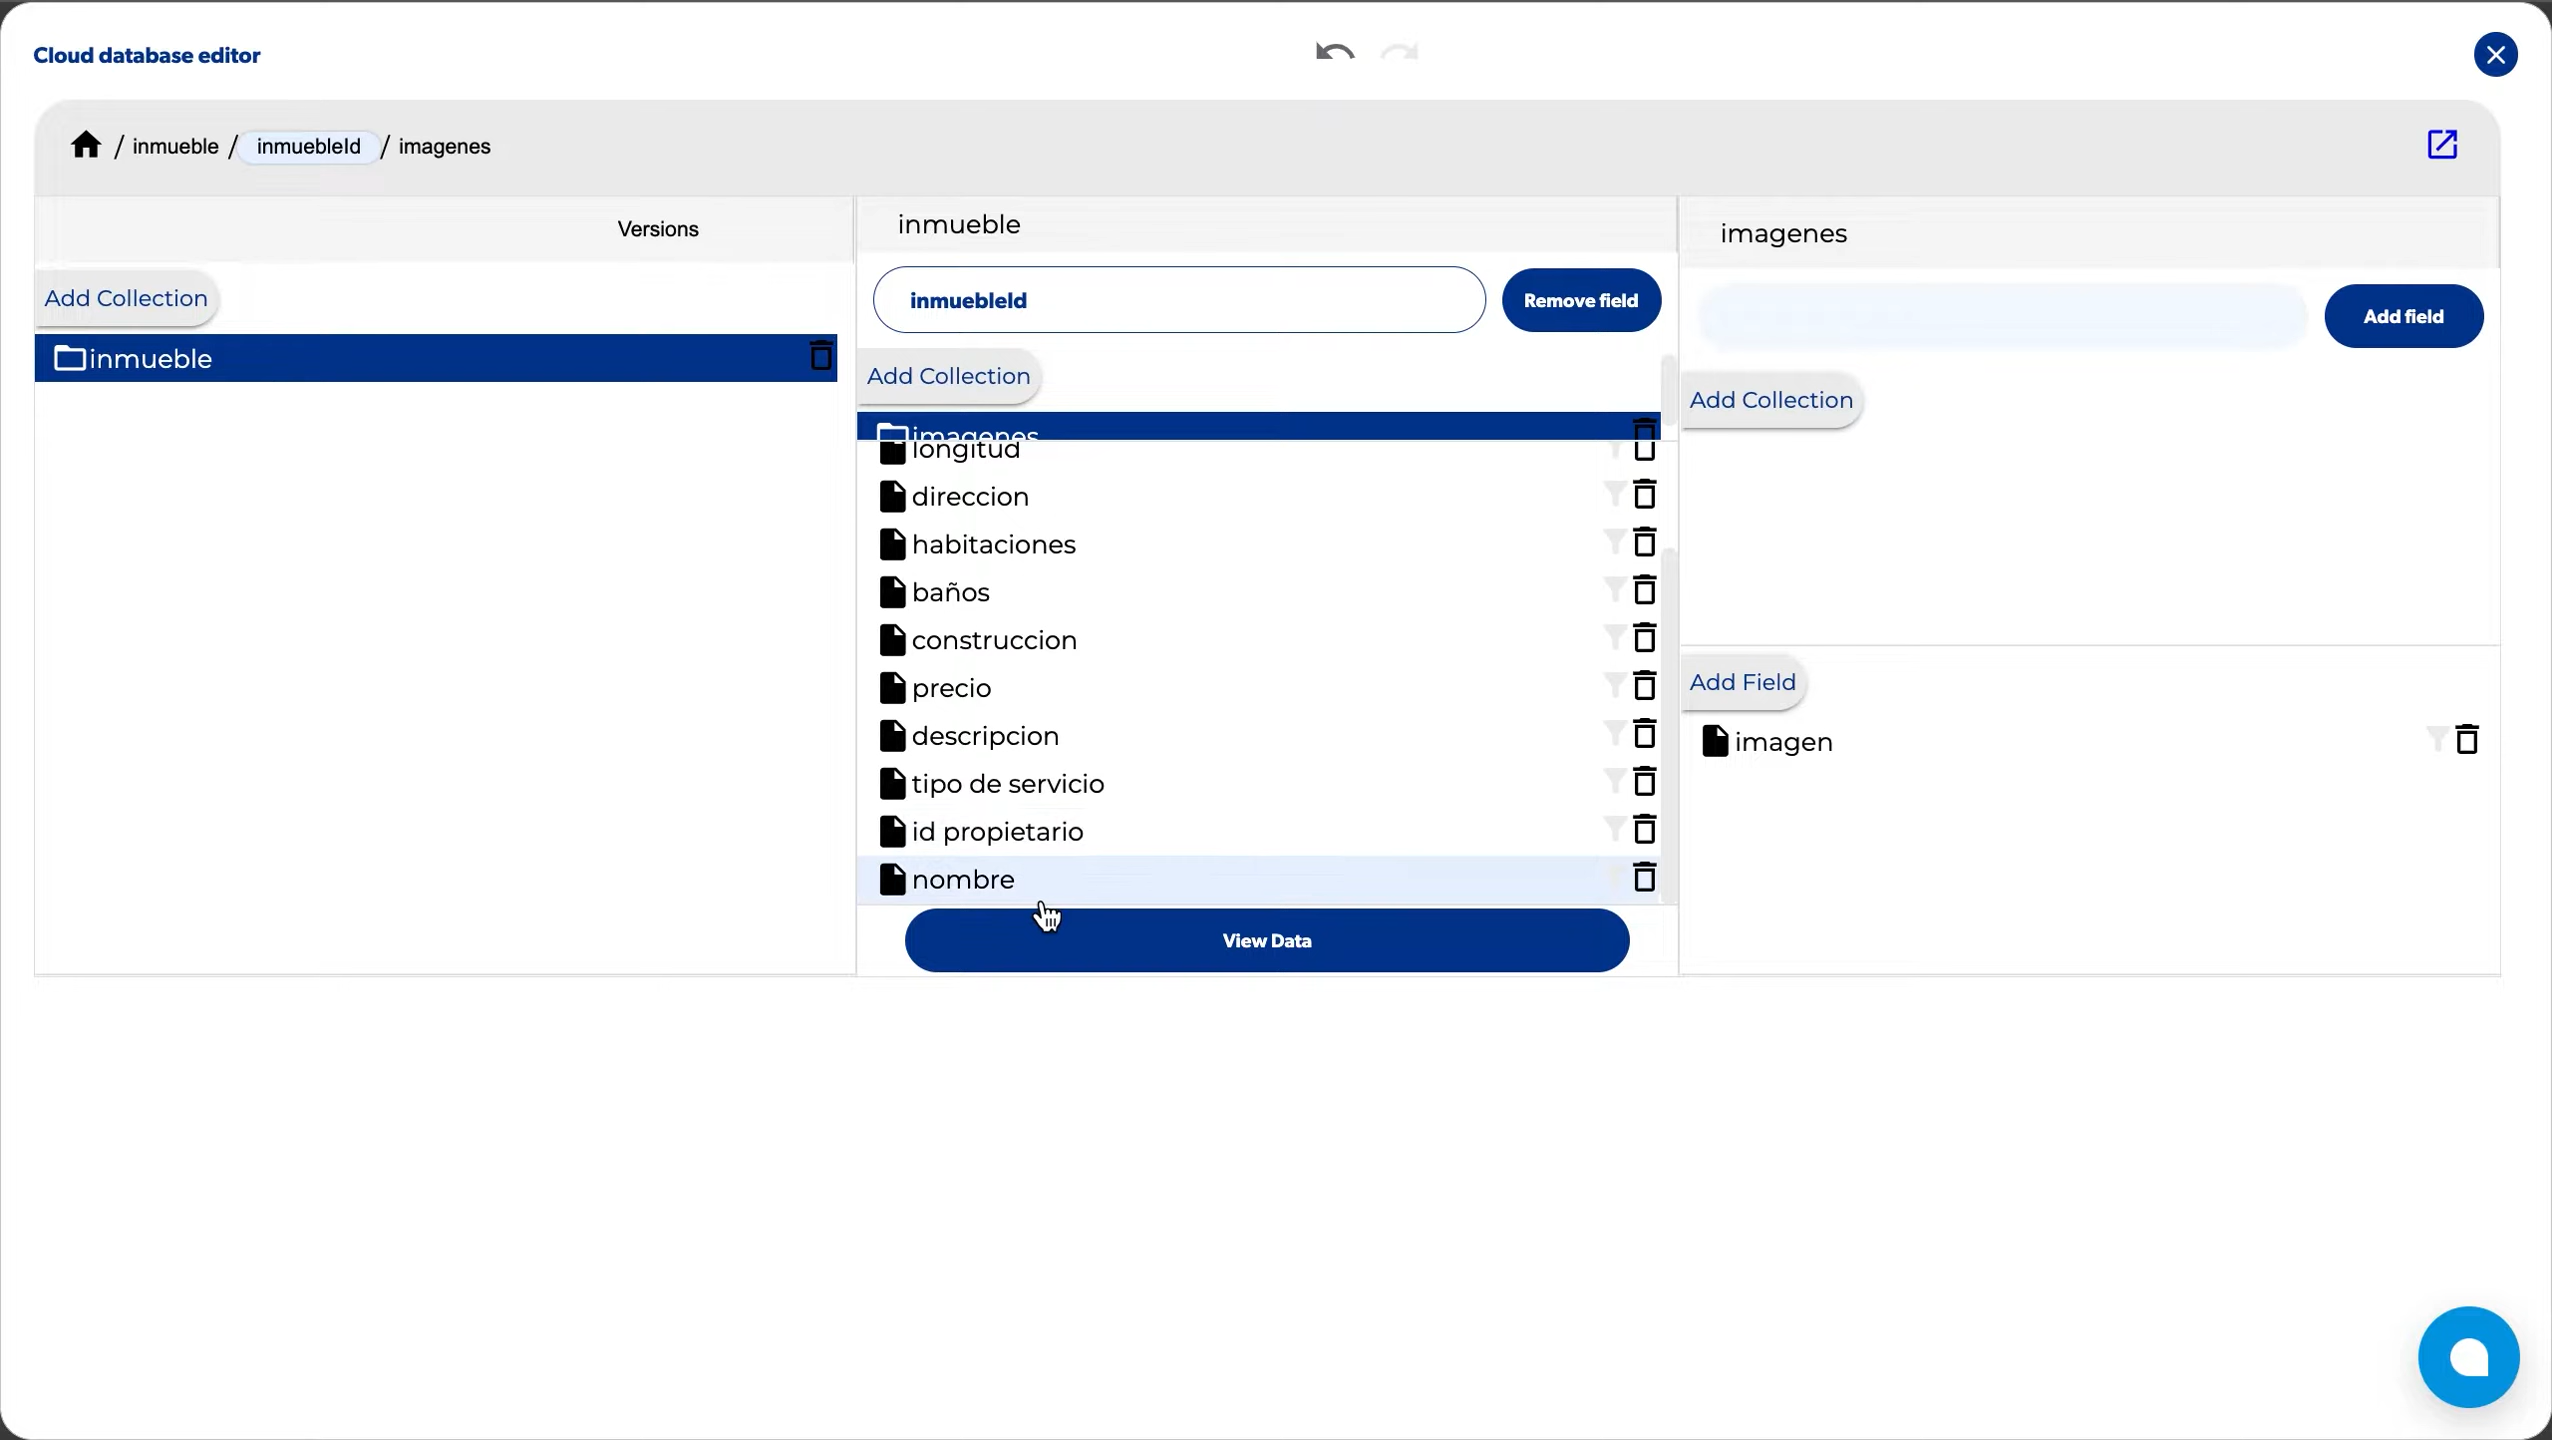 Cloud database editor
/ inmueble / inmuebleId / imagenes
Versions
Add Collection
inmueble
inmueble
inmuebleId
Remove field
Add Collection
imagenes
longitud
direccion
habitaciones
baños
construccion
precio
descripcion
tipo de servicio
id propietario
nombre
View Data
imagenes
Add field
Add Collection
Add Field
imagen